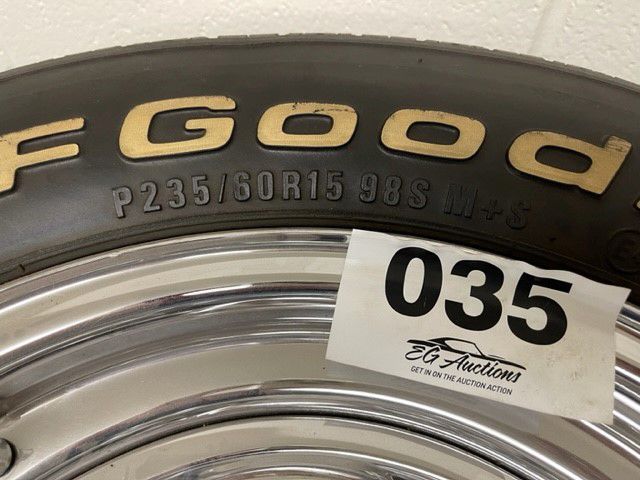 FGood
P235/60R15 98S M+S
035
EG Auctions
GET IN ON THE AUCTION ACTION